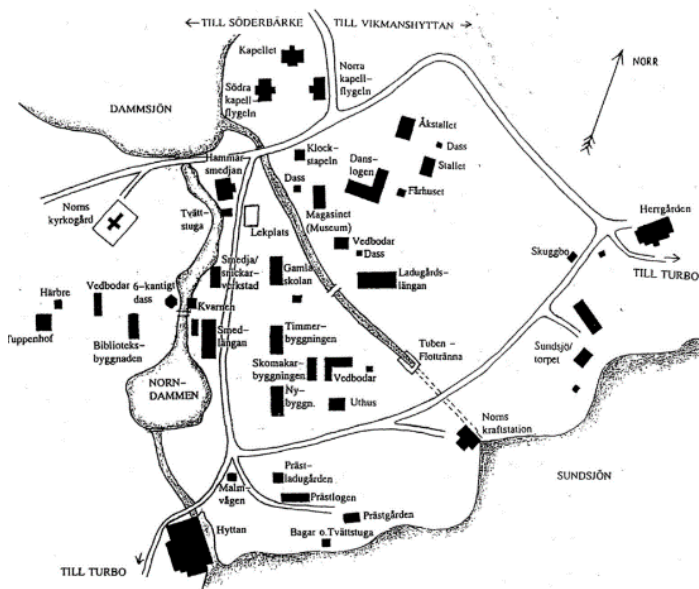 ←TILL SÖDERBÄRKE
TILL VIKMANSHYTTAN→
NORR
Kapellet
Norra
kapell-
flygeln
Södra
kapell-
flygeln
DAMMSJÖN
Åkstallet
Dass
Stallet
Klock-
stapeln
Dans-
logen
Hammar-
smedjan
Dass
Fårhuset
Magasinet
(Museum)
Norns
kyrkogård
Tvätt-
stuga
Lekplats
Herrgården
Vedbodar
Dass
Skuggbo
TILL TURBO
Smedja/
snickar-
verkstad
Gamla
skolan
Ladugårds-
längan
Härbre
Vedbodar
6-kantigt
dass
Kvarnen
Tuppenhof
Biblioteks-
byggnaden
Smed-
längan
Timmer-
byggningen
Tuben -
Flottränna
Sundsjö/
torpet
Skomakar-
byggningen
Vedbodar
NORN-
DAMMEN
Ny-
byggn.
Uthus
Norns
kraftstation
Präst-
ladugården
SUNDSJÖN
Malm-
vågen
Prästlogen
Prästgården
Hyttan
Bagar o.Tvättstuga
TILL TURBO